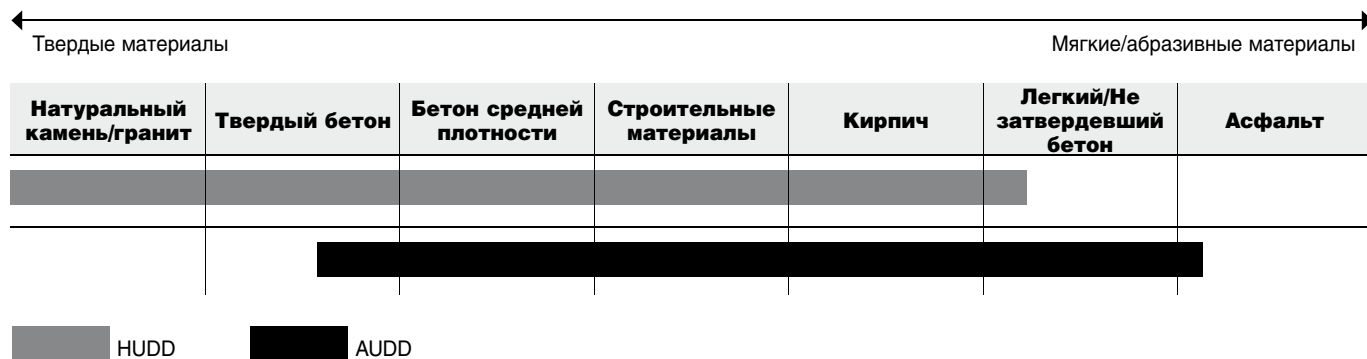 Твердые материалы
Мягкие/абразивные материалы
Натуральный
камень/гранит
Твердый бетон
Бетон средней
плотности
Строительные
материалы
Кирпич
Легкий/Не
затвердевший
бетон
Асфальт
HUDD
AUDD